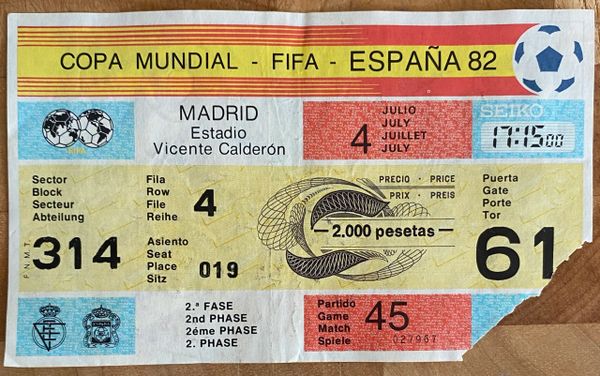 COPA MUNDIAL - FIFA - ESPAÑA 82
MADRID
Estadio
Vicente Calderón
4
JULIO
JULY
JUILLET
JULY
SEIKO
17:15 00
Sector
Block
Secteur
Abteilung
314
Fila
Row
File
Reihe
4
Asiento
Seat
Place
Sitz
019
PRECIO · PRICE
PRIX · PREIS
2.000 pesetas
Puerta
Gate
Porte
Tor
61
F.N.M.T.
2.ª FASE
2nd PHASE
2éme PHASE
2. PHASE
Partido
Game
Match
Spiele
45
027967